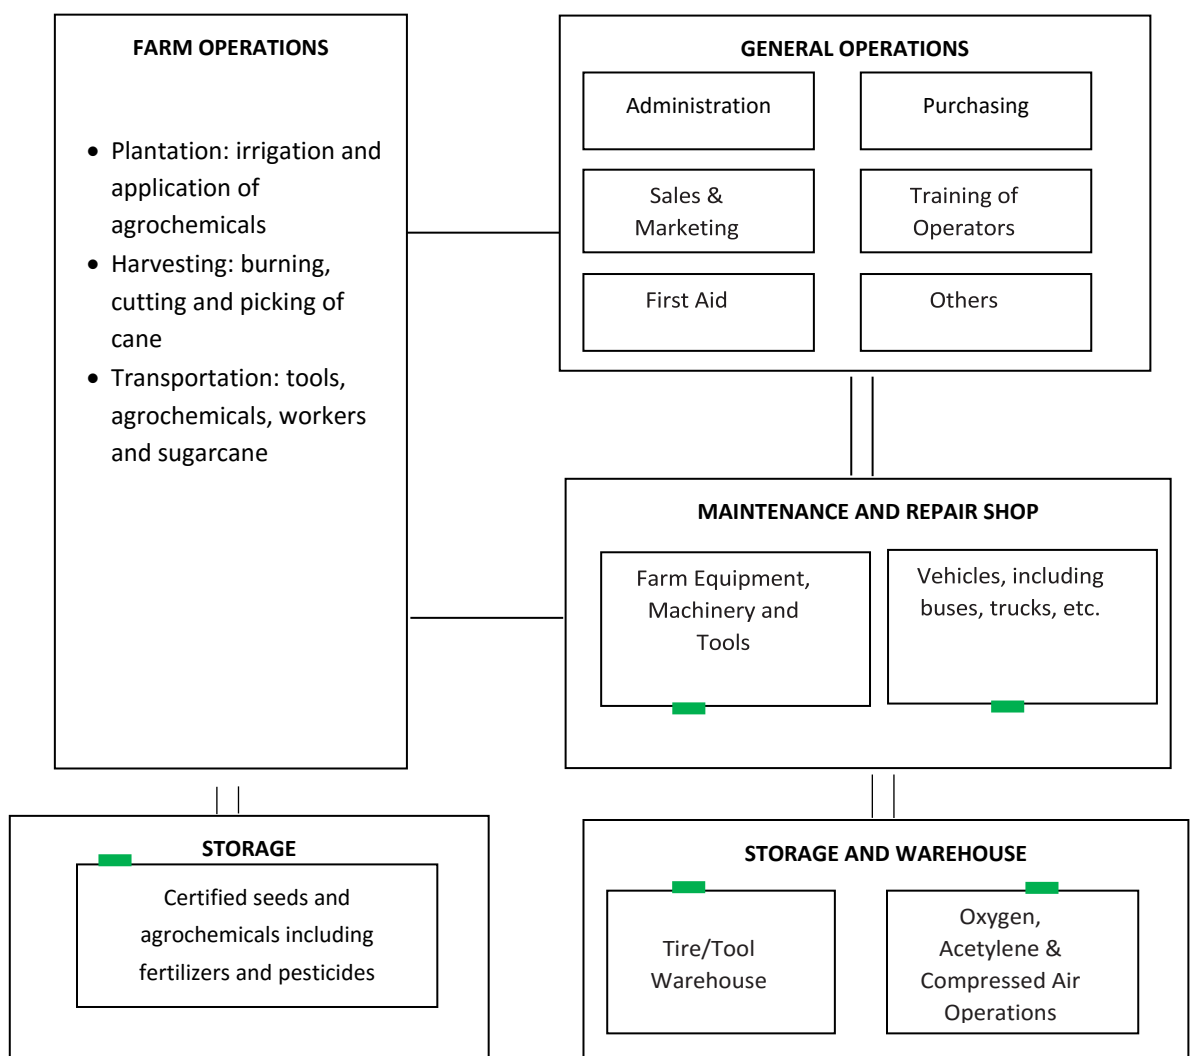 FARM OPERATIONS
• Plantation: irrigation and
application of
agrochemicals
• Harvesting: burning,
cutting and picking of
cane
• Transportation: tools,
agrochemicals, workers
and sugarcane
GENERAL OPERATIONS
Administration
Purchasing
Sales &
Marketing
Training of
Operators
First Aid
Others
MAINTENANCE AND REPAIR SHOP
Farm Equipment,
Machinery and
Tools
Vehicles, including
buses, trucks, etc.
STORAGE
Certified seeds and
agrochemicals including
fertilizers and pesticides
STORAGE AND WAREHOUSE
Tire/Tool
Warehouse
Oxygen,
Acetylene &
Compressed Air
Operations